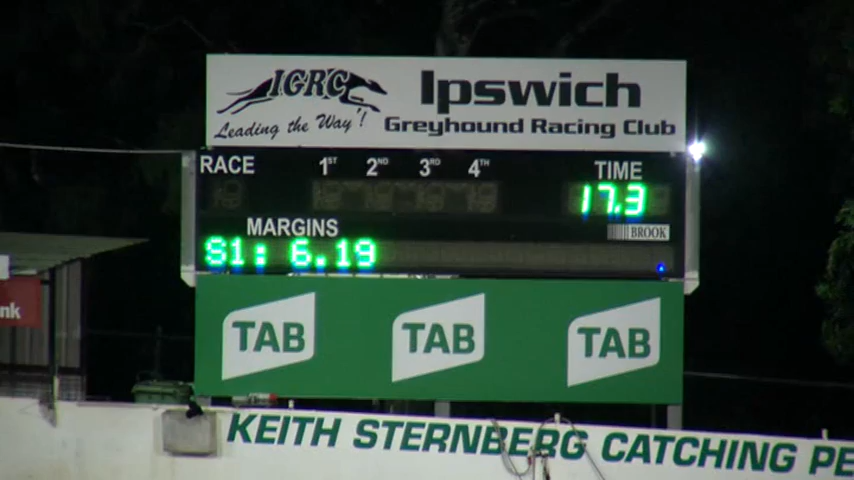 IGRC
Leading the Way!
Ipswich
Greyhound Racing Club
RACE 1ST 2ND 3RD 4TH TIME
17.3
MARGINS
BROOK
S1: 6.19
TAB TAB TAB
nk
KEITH STERNBERG CATCHING PE